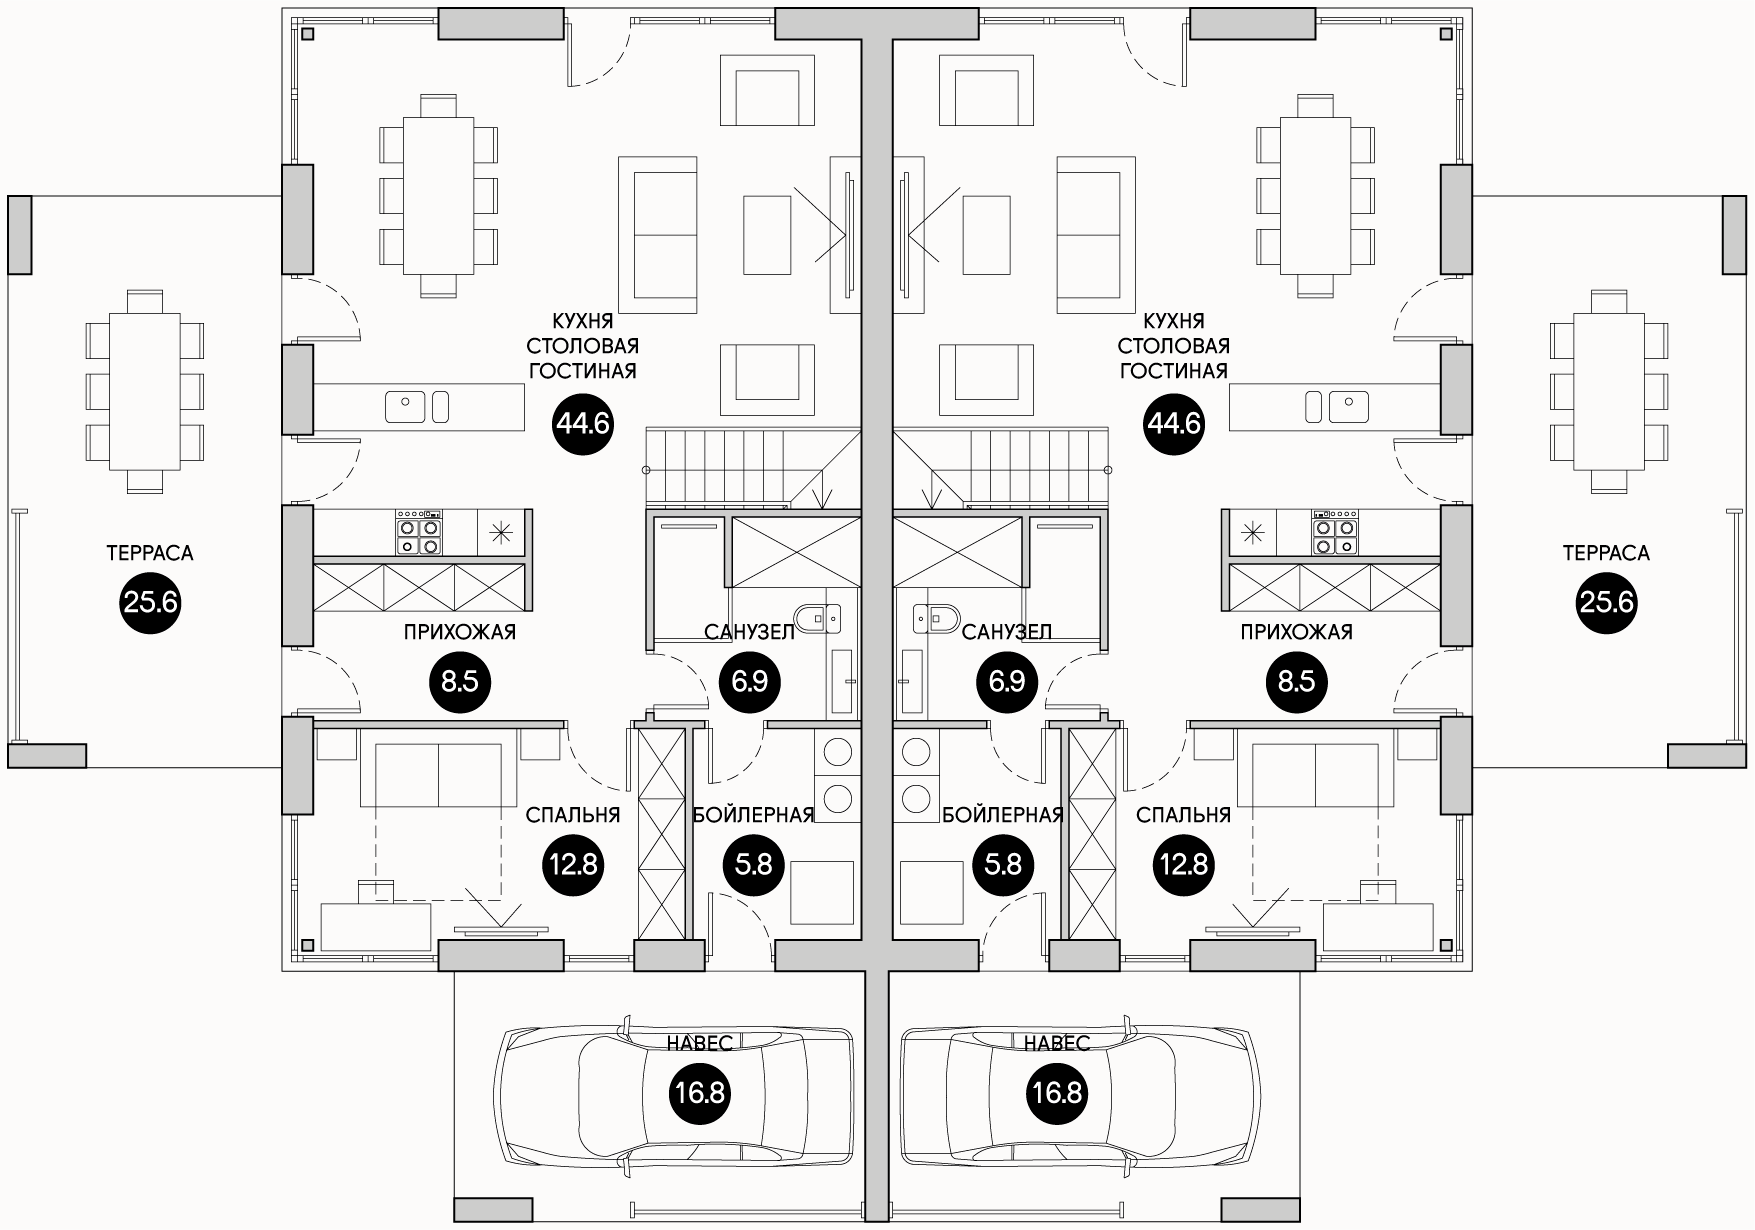 КУХНЯ
СТОЛОВАЯ
ГОСТИНАЯ
44.6
КУХНЯ
СТОЛОВАЯ
ГОСТИНАЯ
44.6
ТЕРРАСА
25.6
ТЕРРАСА
25.6
ПРИХОЖАЯ
8.5
САНУЗЕЛ
6.9
САНУЗЕЛ
6.9
ПРИХОЖАЯ
8.5
СПАЛЬНЯ
12.8
БОЙЛЕРНАЯ
5.8
БОЙЛЕРНАЯ
5.8
СПАЛЬНЯ
12.8
НАВЕС
16.8
НАВЕС
16.8